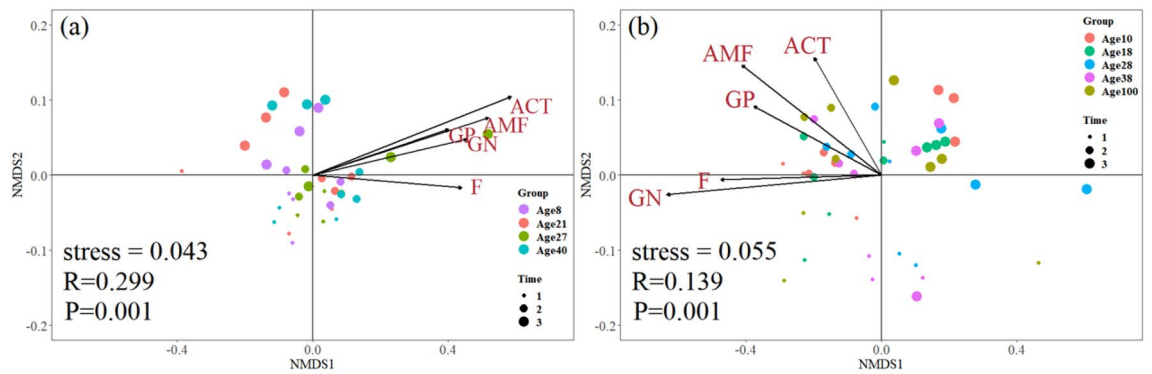 (a)
NMDS2
0.2
0.1
0.0
-0.1
-0.2
ACT
AMF
GP
GN
F
stress = 0.043
R=0.299
P=0.001
Group
Age8
Age21
Age27
Age40
Time
1
2
3
-0.4
0.0
0.4
NMDS1
(b)
NMDS2
0.2
0.1
0.0
-0.1
-0.2
ACT
AMF
GP
F
GN
stress = 0.055
R=0.139
P=0.001
Group
Age10
Age18
Age28
Age38
Age100
Time
1
2
3
-0.4
0.0
0.4
NMDS1